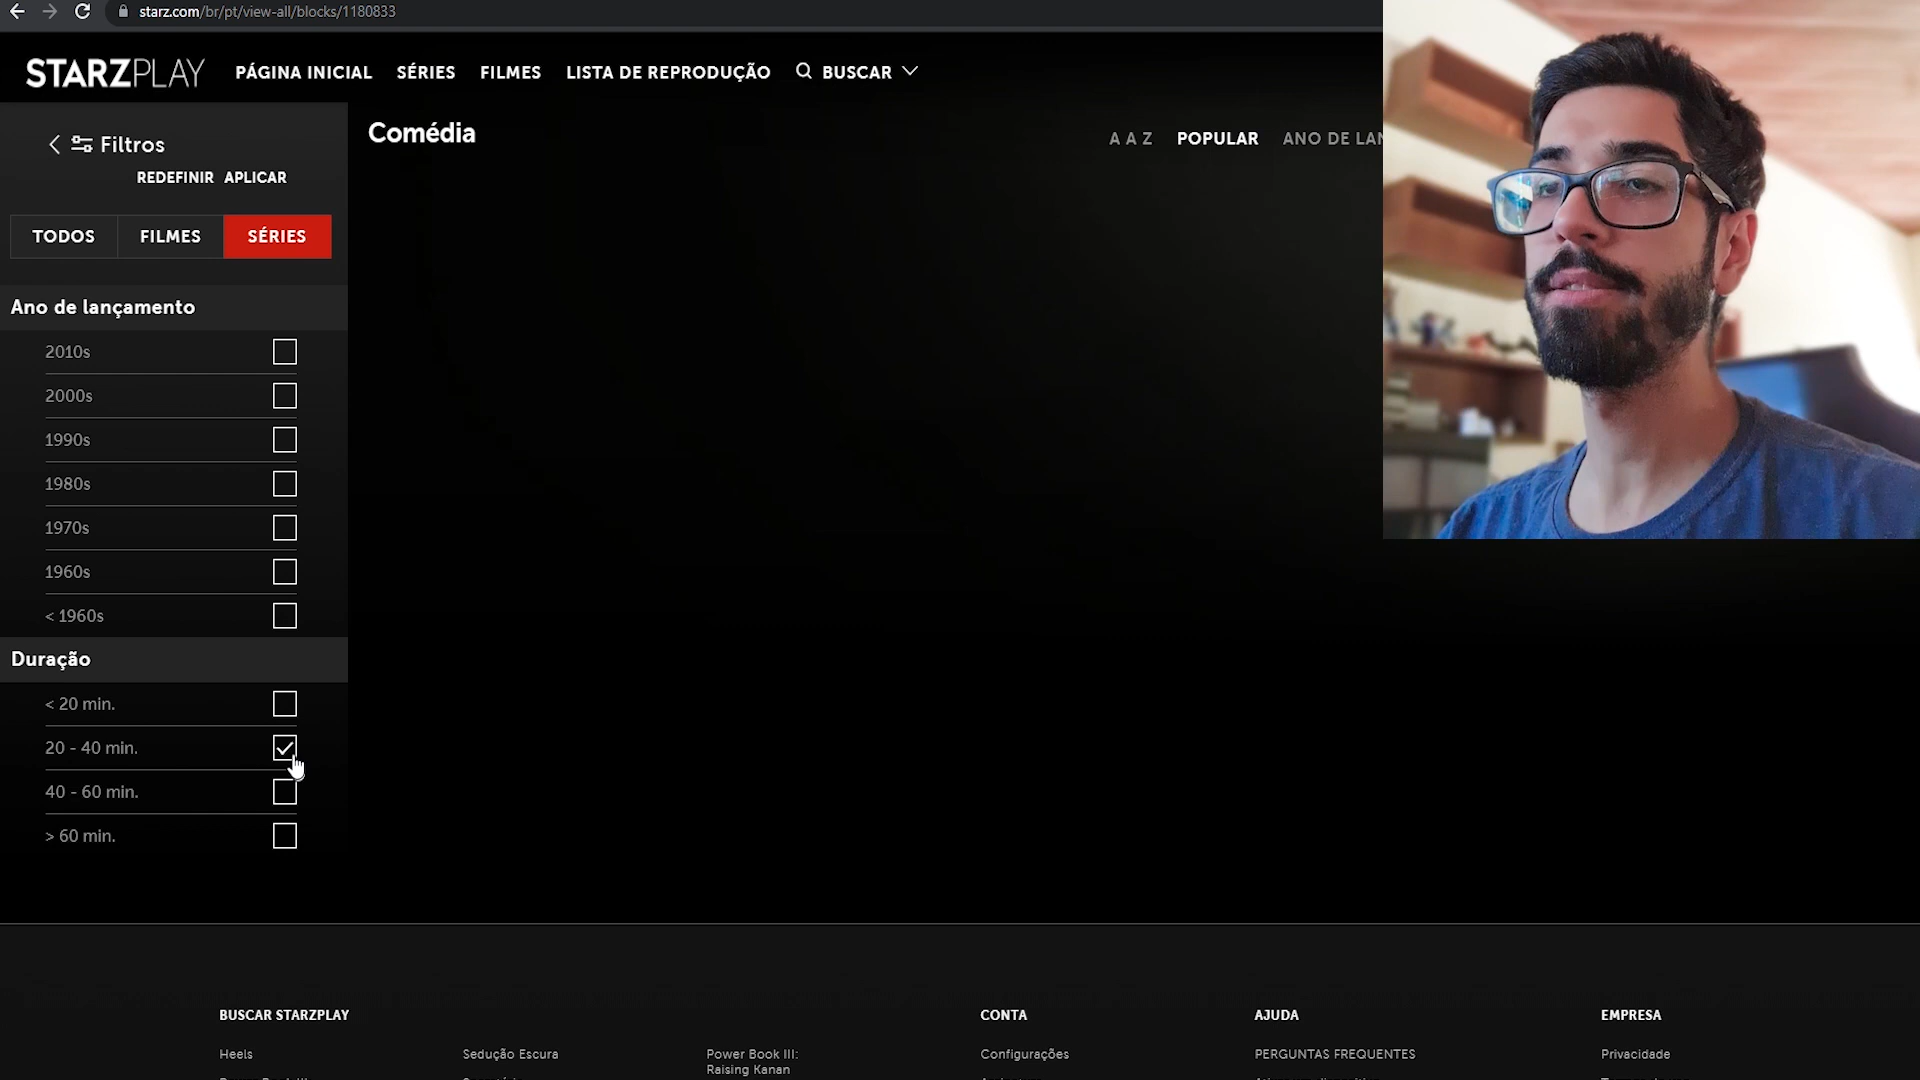 starz.com/br/pt/view-all/blocks/1180833
STARZPLAY PÁGINA INICIAL SÉRIES FILMES LISTA DE REPRODUÇÃO BUSCAR
Filtros
REDEFINIR APLICAR
TODOS FILMES SÉRIES
Comédia
A A Z POPULAR ANO DE
Ano de lançamento
2010s
2000s
1990s
1980s
1970s
1960s
< 1960s
Duração
< 20 min.
20 - 40 min.
40 - 60 min.
> 60 min.
BUSCAR STARZPLAY
Heels
Sedução Escura
Power Book III:
Raising Kanan
CONTA
Configurações
AJUDA
PERGUNTAS FREQUENTES
EMPRESA
Privacidade